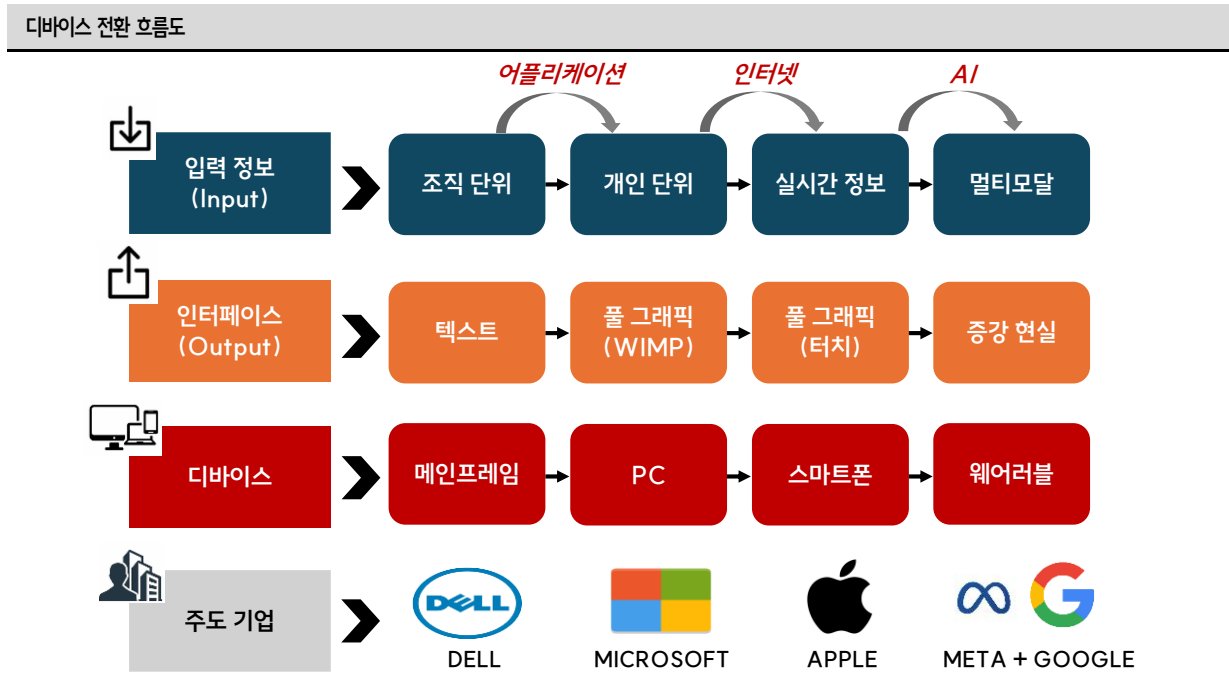 디바이스 전환 흐름도
어플리케이션
인터넷
AI
입력 정보
(Input)
조직 단위
개인 단위
실시간 정보
멀티모달
인터페이스
(Output)
텍스트
풀 그래픽
(WIMP)
풀 그래픽
(터치)
증강 현실
디바이스
메인프레임
PC
스마트폰
웨어러블
주도 기업
DELL
DELL
MICROSOFT
APPLE
META + GOOGLE